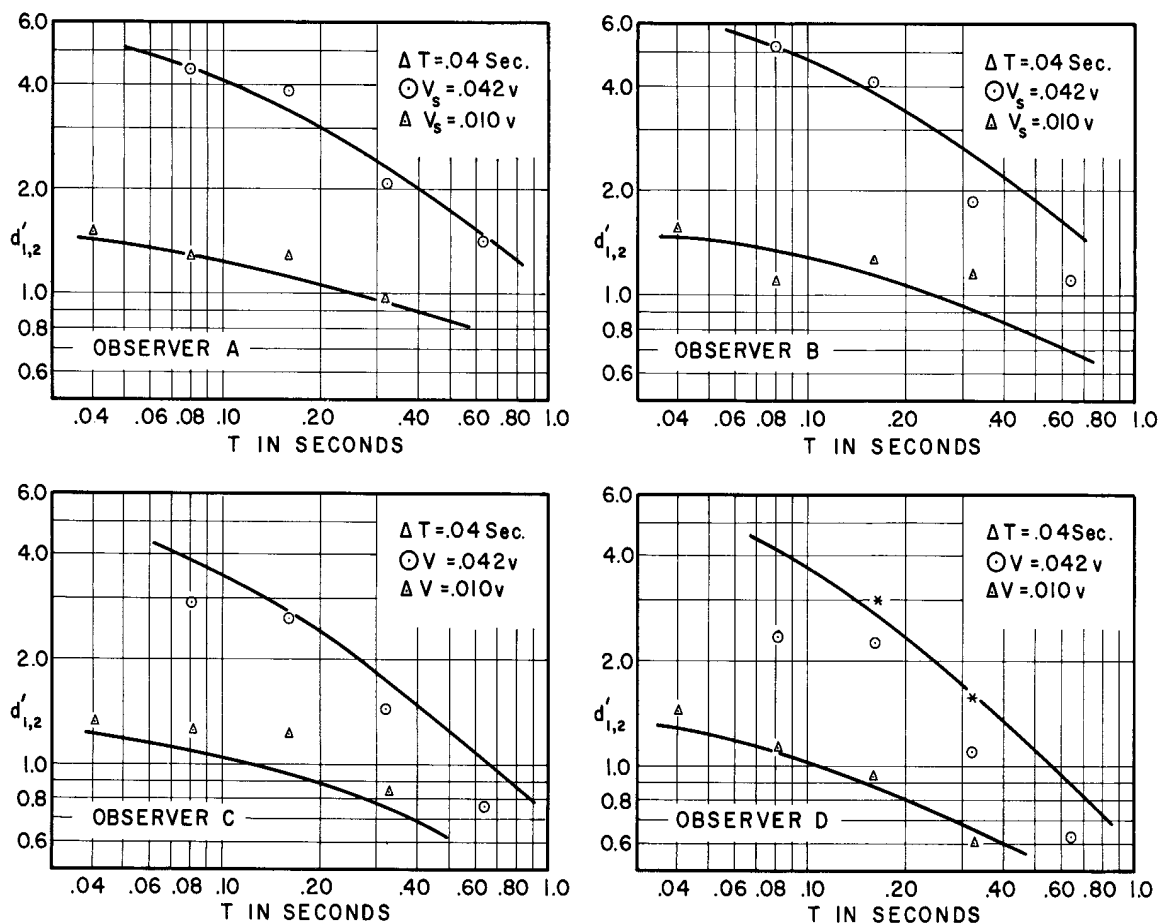 6.0
4.0
2.0
d′1,2
1.0
0.8
0.6
Δ T = .04 Sec.
⊙ Vs = .042 v
Δ Vs = .010 v
OBSERVER A
.04 .06 .08 .10 .20 .40 .60 .80 1.0
T IN SECONDS
6.0
4.0
2.0
d′1,2
1.0
0.8
0.6
Δ T = .04 Sec.
⊙ Vs = .042 v
Δ Vs = .010 v
OBSERVER B
.04 .06 .08 .10 .20 .40 .60 .80 1.0
T IN SECONDS
6.0
4.0
2.0
d′1,2
1.0
0.8
0.6
Δ T = .04 Sec.
⊙ V = .042 v
Δ V = .010 v
OBSERVER C
.04 .06 .08 .10 .20 .40 .60 .80 1.0
T IN SECONDS
6.0
4.0
2.0
d′1,2
1.0
0.8
0.6
Δ T = .04 Sec.
⊙ V = .042 v
Δ V = .010 v
OBSERVER D
.04 .06 .08 .10 .20 .40 .60 .80 1.0
T IN SECONDS